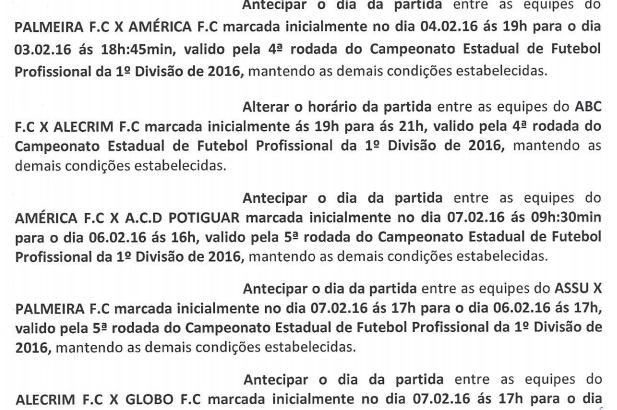 Antecipar o dia da partida entre as equipes do
PALMEIRA F.C X AMÉRICA F.C marcada inicialmente no dia 04.02.16 ás 19h para o dia
03.02.16 ás 18h:45min, valido pela 4ª rodada do Campeonato Estadual de Futebol
Profissional da 1º Divisão de 2016, mantendo as demais condições estabelecidas.
Alterar o horário da partida entre as equipes do ABC
F.C X ALECRIM F.C marcada inicialmente ás 19h para ás 21h, valido pela 4ª rodada do
Campeonato Estadual de Futebol Profissional da 1º Divisão de 2016, mantendo as
demais condições estabelecidas.
Antecipar o dia da partida entre as equipes do
AMÉRICA F.C X A.C.D POTIGUAR marcada inicialmente no dia 07.02.16 ás 09h:30min
para o dia 06.02.16 ás 16h, valido pela 5ª rodada do Campeonato Estadual de Futebol
Profissional da 1º Divisão de 2016, mantendo as demais condições estabelecidas.
Antecipar o dia da partida entre as equipes do ASSU X
PALMEIRA F.C marcada inicialmente no dia 07.02.16 ás 17h para o dia 06.02.16 ás 17h,
valido pela 5ª rodada do Campeonato Estadual de Futebol Profissional da 1º Divisão de
2016, mantendo as demais condições estabelecidas.
Antecipar o dia da partida entre as equipes do
ALECRIM F.C X GLOBO F.C marcada inicialmente no dia 07.02.16 ás 17h para o dia